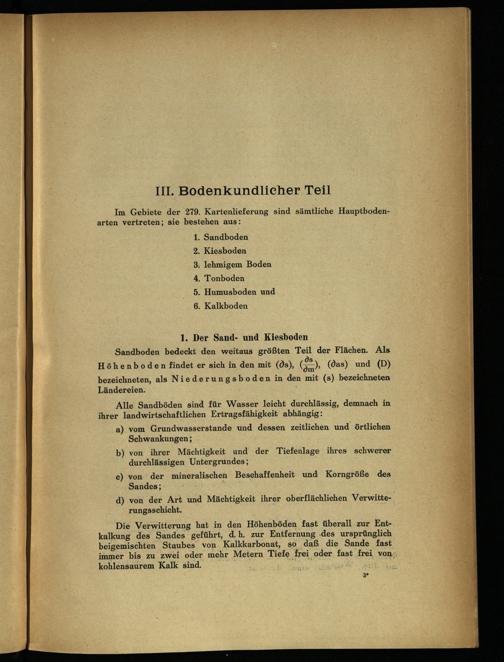 III. Bodenkundlicher Teil
Im Gebiete der 279. Kartenlieferung sind sämtliche Hauptboden-
arten vertreten; sie bestehen aus:
1. Sandboden
2. Kiesboden
3. lehmigem Boden
4. Tonboden
5. Humusboden und
6. Kalkboden
1. Der Sand- und Kiesboden
Sandboden bedeckt den weitaus größten Teil der Flächen. Als
Höhenboden findet er sich in den mit (∂s), (∂s/∂m), (∂as) und (D)
bezeichneten, als Niederungsboden in den mit (s) bezeichneten
Ländereien.
Alle Sandböden sind für Wasser leicht durchlässig, demnach in
ihrer landwirtschaftlichen Ertragsfähigkeit abhängig:
a) vom Grundwasserstande und dessen zeitlichen und örtlichen
Schwankungen;
b) von ihrer Mächtigkeit und der Tiefenlage ihres schwerer
durchlässigen Untergrundes;
c) von der mineralischen Beschaffenheit und Korngröße des
Sandes;
d) von der Art und Mächtigkeit ihrer oberflächlichen Verwitte-
rungsschicht.
Die Verwitterung hat in den Höhenböden fast überall zur Ent-
kalkung des Sandes geführt, d. h. zur Entfernung des ursprünglich
beigemischten Staubes von Kalkkarbonat, so daß die Sande fast
immer bis zu zwei oder mehr Metern Tiefe frei oder fast frei von
kohlensaurem Kalk sind.
3*